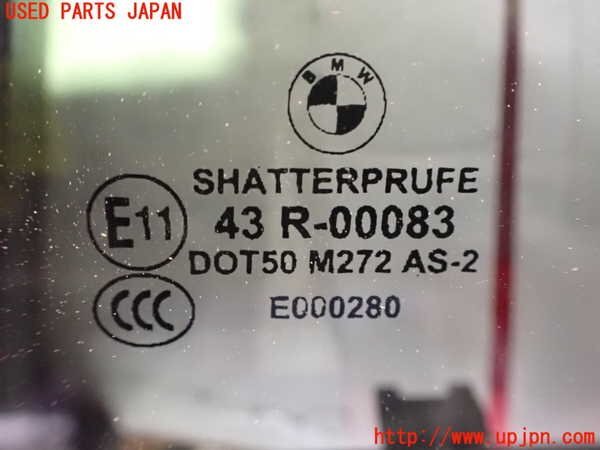 USED PARTS JAPAN
BMW
SHATTERPRUFE
E11 43 R-00083
DOT50 M272 AS-2
CCC E000280
http://www.upjpn.com